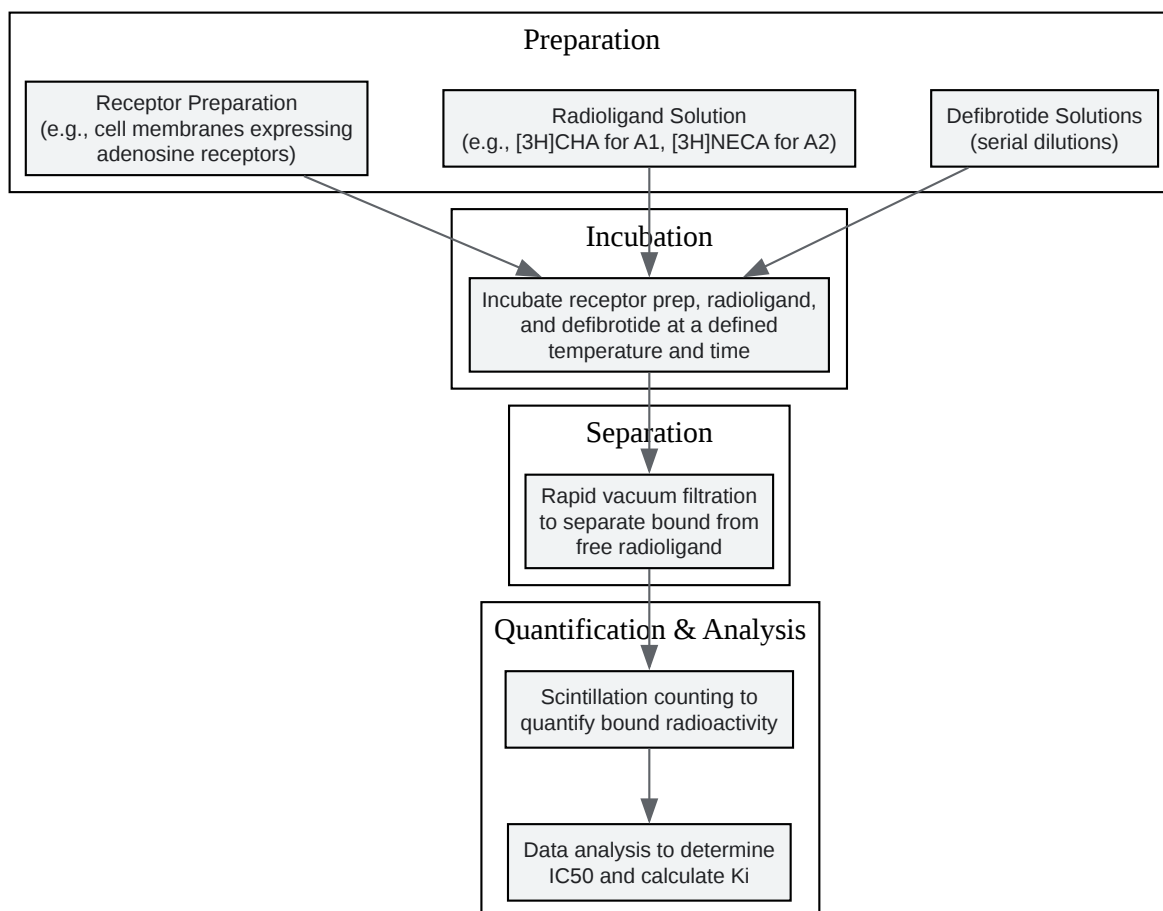 Preparation
Receptor Preparation
(e.g., cell membranes expressing
adenosine receptors)
Radioligand Solution
(e.g., [3H]CHA for A1, [3H]NECA for A2)
Defibrotide Solutions
(serial dilutions)
Incubation
Incubate receptor prep, radioligand,
and defibrotide at a defined
temperature and time
Separation
Rapid vacuum filtration
to separate bound from
free radioligand
Quantification & Analysis
Scintillation counting to
quantify bound radioactivity
Data analysis to determine
IC50 and calculate Ki